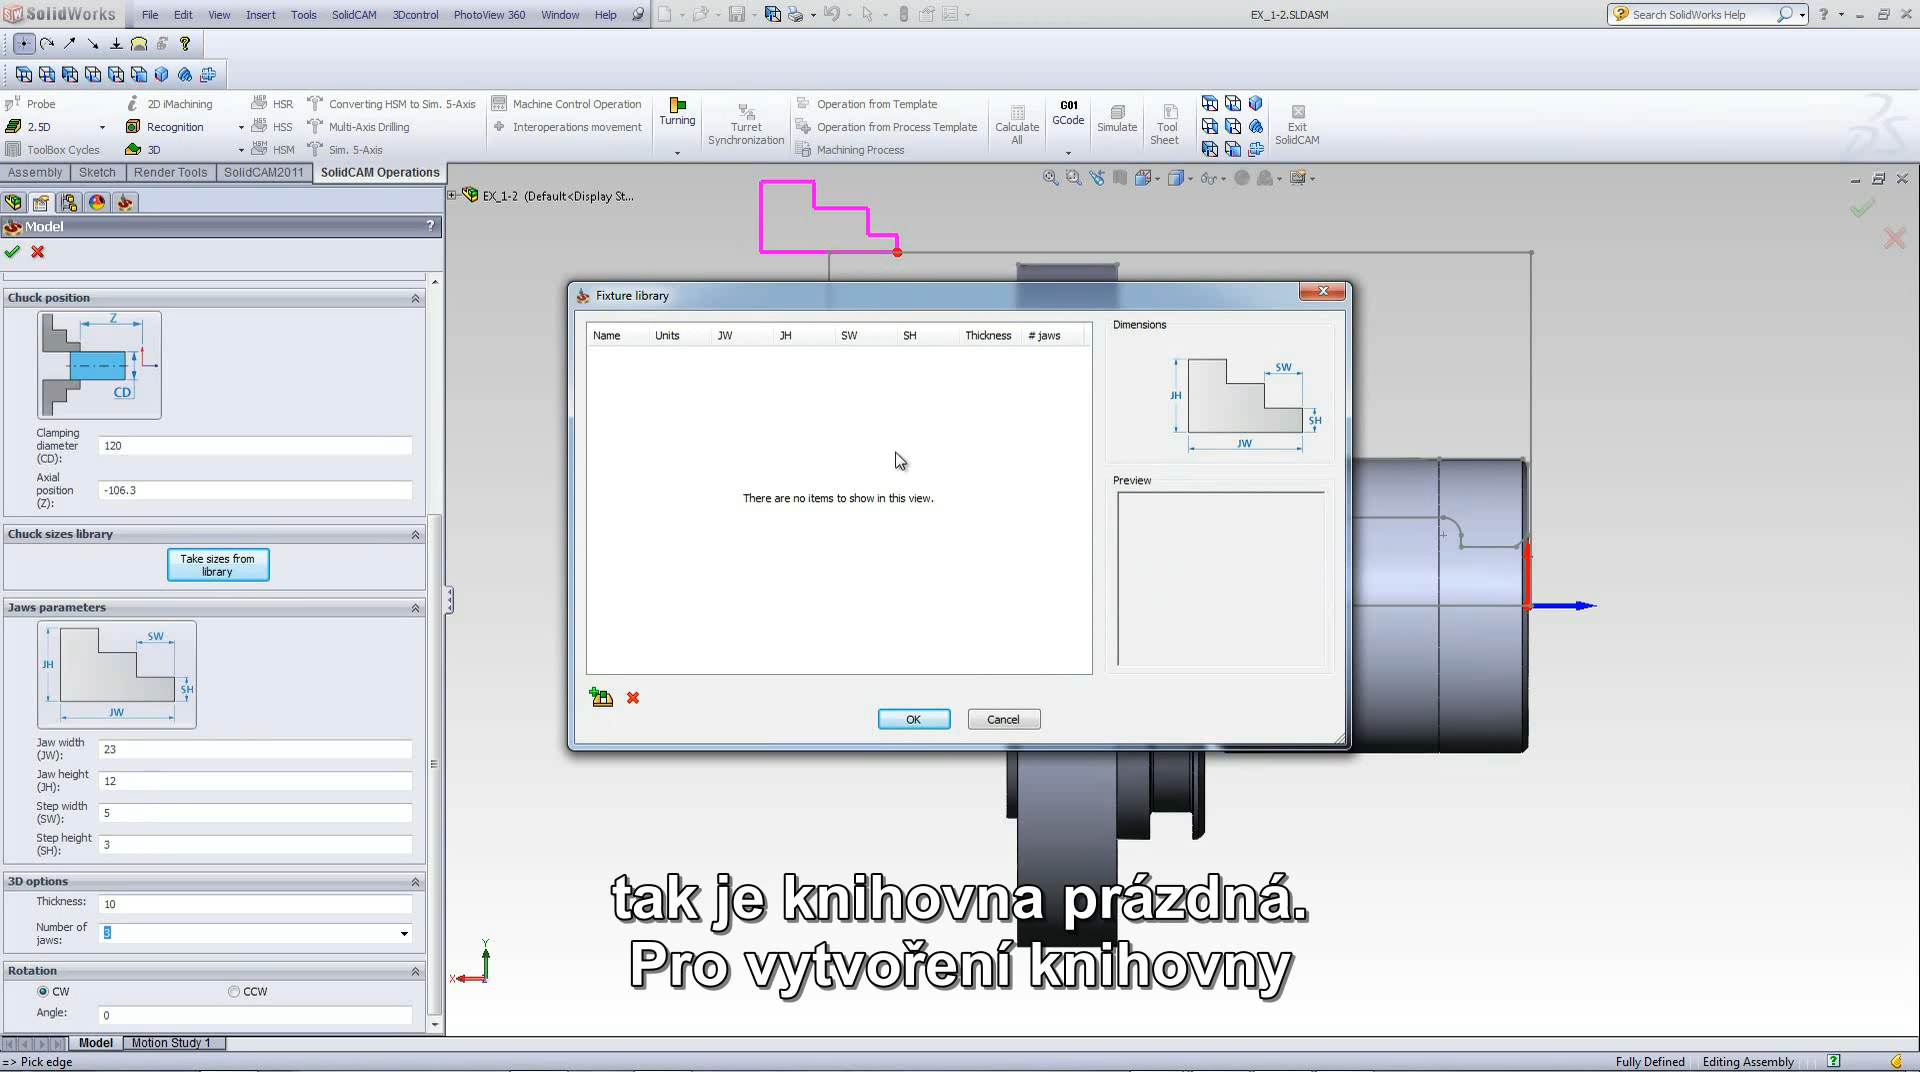 SolidWorks
File Edit View Insert Tools SolidCAM 3Dcontrol PhotoView 360 Window Help
EX_1-2.SLDASM
Search SolidWorks Help
Probe
2D iMachining
HSR
Converting HSM to Sim. 5-Axis
Machine Control Operation
2.5D
Recognition
HSS
Multi-Axis Drilling
Interoperations movement
ToolBox Cycles
3D
HSM
Sim. 5-Axis
Turning
Turret Synchronization
Operation from Template
Operation from Process Template
Machining Process
Calculate All
G01
GCode
Simulate
Tool Sheet
Exit SolidCAM
Assembly Sketch Render Tools SolidCAM2011 SolidCAM Operations
EX_1-2 (Default<Display St...
Model
?
Chuck position
Z
CD
Clamping diameter (CD): 120
Axial position (Z): -106.3
Chuck sizes library
Take sizes from library
Jaws parameters
SW
JH
SH
JW
Jaw width (JW): 23
Jaw height (JH): 12
Step width (SW): 5
Step height (SH): 3
3D options
Thickness: 10
Number of jaws: 3
Rotation
CW CCW
Angle: 0
Fixture library
Name Units JW JH SW SH Thickness # jaws
There are no items to show in this view.
Dimensions
SW
JH
SH
JW
Preview
OK Cancel
Y
X
tak je knihovna prázdná.
Pro vytvoření knihovny
Model Motion Study 1
=> Pick edge
Fully Defined Editing Assembly